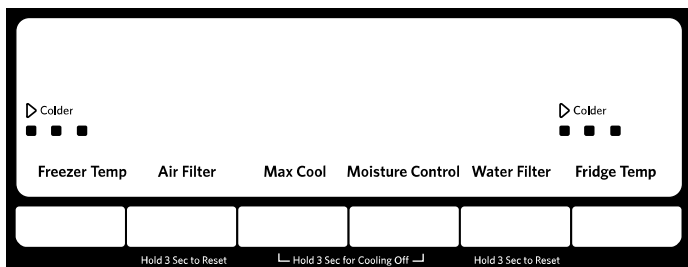 Colder Colder
Freezer Temp Air Filter Max Cool Moisture Control Water Filter Fridge Temp
Hold 3 Sec to Reset Hold 3 Sec for Cooling Off Hold 3 Sec to Reset